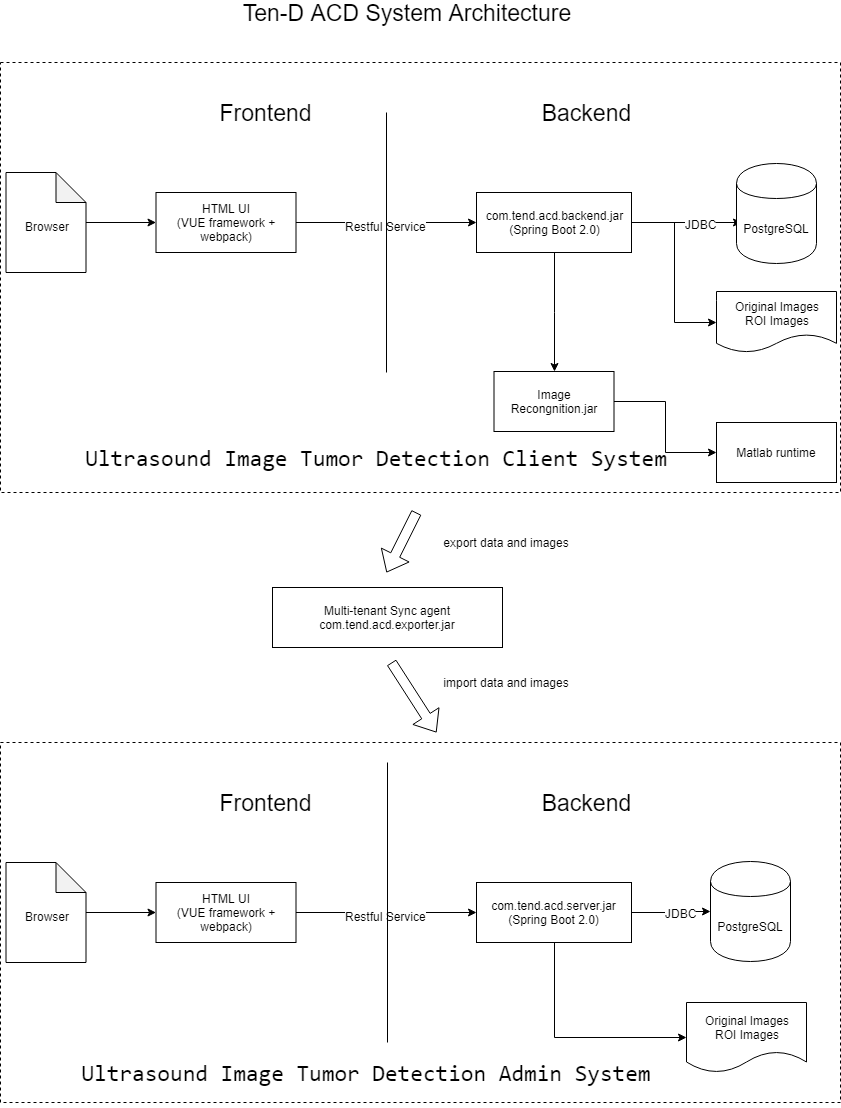 Ten-D ACD System Architecture
Frontend
Backend
Browser
HTML UI
(VUE framework +
webpack)
Restful Service
com.tend.acd.backend.jar
(Spring Boot 2.0)
JDBC
PostgreSQL
Original Images
ROI Images
Image
Recongnition.jar
Matlab runtime
Ultrasound Image Tumor Detection Client System
export data and images
Multi-tenant Sync agent
com.tend.acd.exporter.jar
import data and images
Frontend
Backend
Browser
HTML UI
(VUE framework +
webpack)
Restful Service
com.tend.acd.server.jar
(Spring Boot 2.0)
JDBC
PostgreSQL
Original Images
ROI Images
Ultrasound Image Tumor Detection Admin System